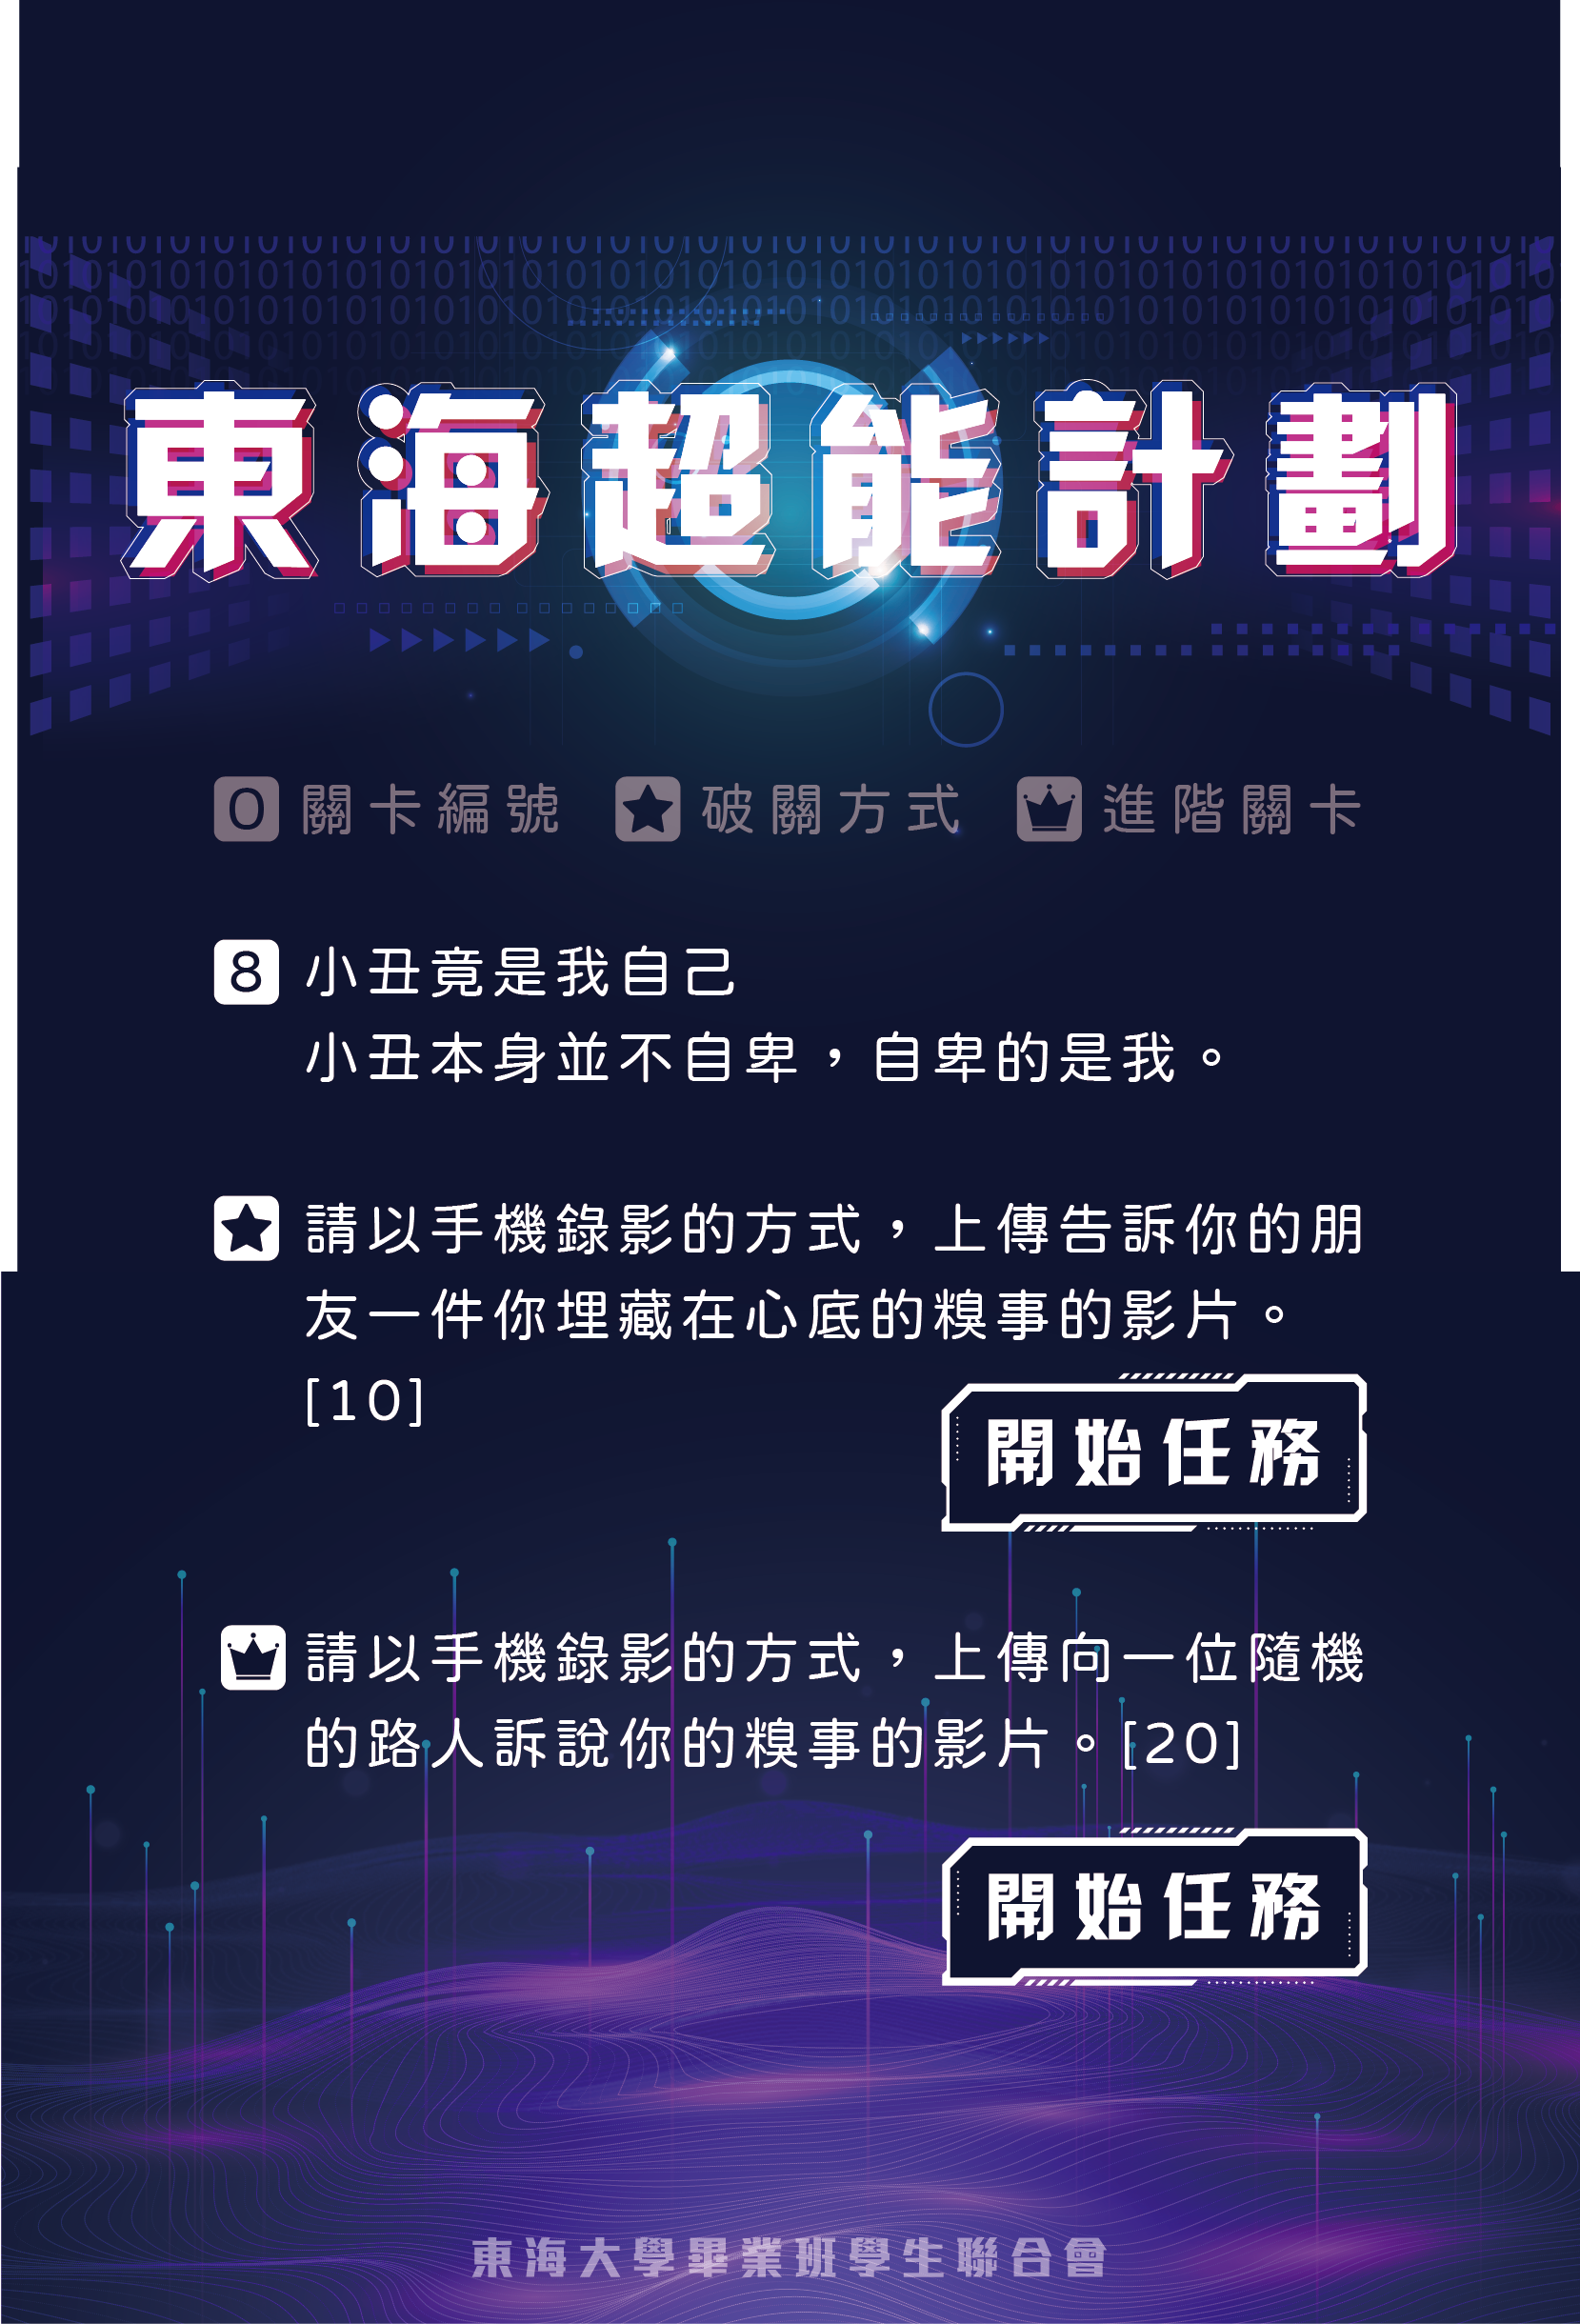 東海超能計劃
0 關卡編號 破關方式 進階關卡
8 小丑竟是我自己
小丑本身並不自卑，自卑的是我。
請以手機錄影的方式，上傳告訴你的朋
友一件你埋藏在心底的糗事的影片。
[10]
開始任務
請以手機錄影的方式，上傳向一位隨機
的路人訴說你的糗事的影片。[20]
開始任務
東海大學畢業班學生聯合會